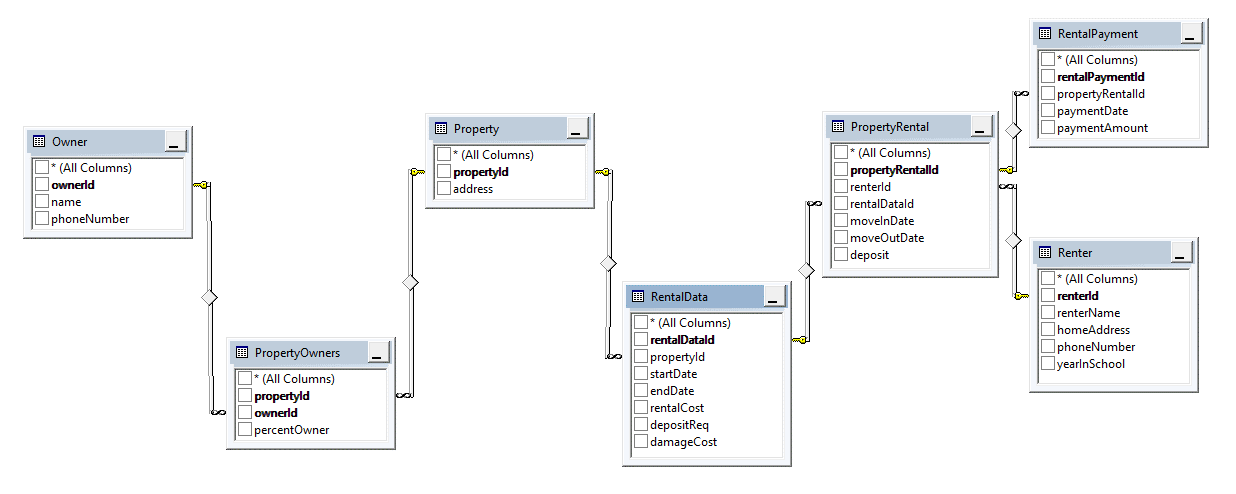 Owner
* (All Columns)
ownerId
name
phoneNumber
PropertyOwners
* (All Columns)
propertyId
ownerId
percentOwner
Property
* (All Columns)
propertyId
address
RentalData
* (All Columns)
rentalDataId
propertyId
startDate
endDate
rentalCost
depositReq
damageCost
PropertyRental
* (All Columns)
propertyRentalId
renterId
rentalDataId
moveInDate
moveOutDate
deposit
RentalPayment
* (All Columns)
rentalPaymentId
propertyRentalId
paymentDate
paymentAmount
Renter
* (All Columns)
renterId
renterName
homeAddress
phoneNumber
yearInSchool